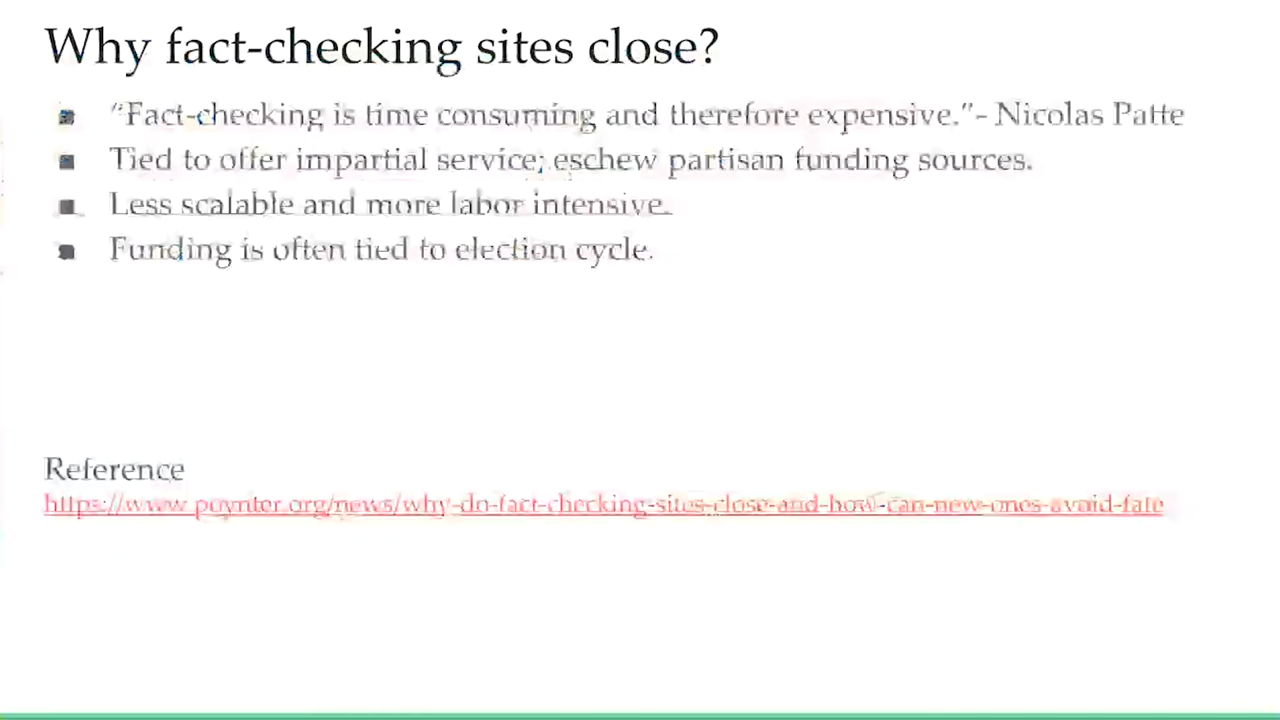 Why fact-checking sites close?
"Fact-checking is time consuming and therefore expensive."- Nicolas Patte
Tied to offer impartial service; eschew partisan funding sources.
Less scalable and more labor intensive.
Funding is often tied to election cycle.
Reference
https://www.poynter.org/news/why-do-fact-checking-sites-close-and-how-can-new-ones-avoid-fate